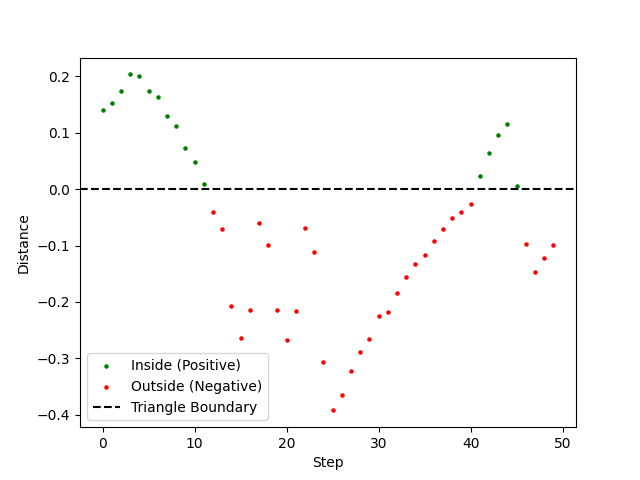 0.2
0.1
0.0
−0.1
−0.2
−0.3
−0.4
Distance
Inside (Positive)
Outside (Negative)
Triangle Boundary
0 10 20 30 40 50
Step